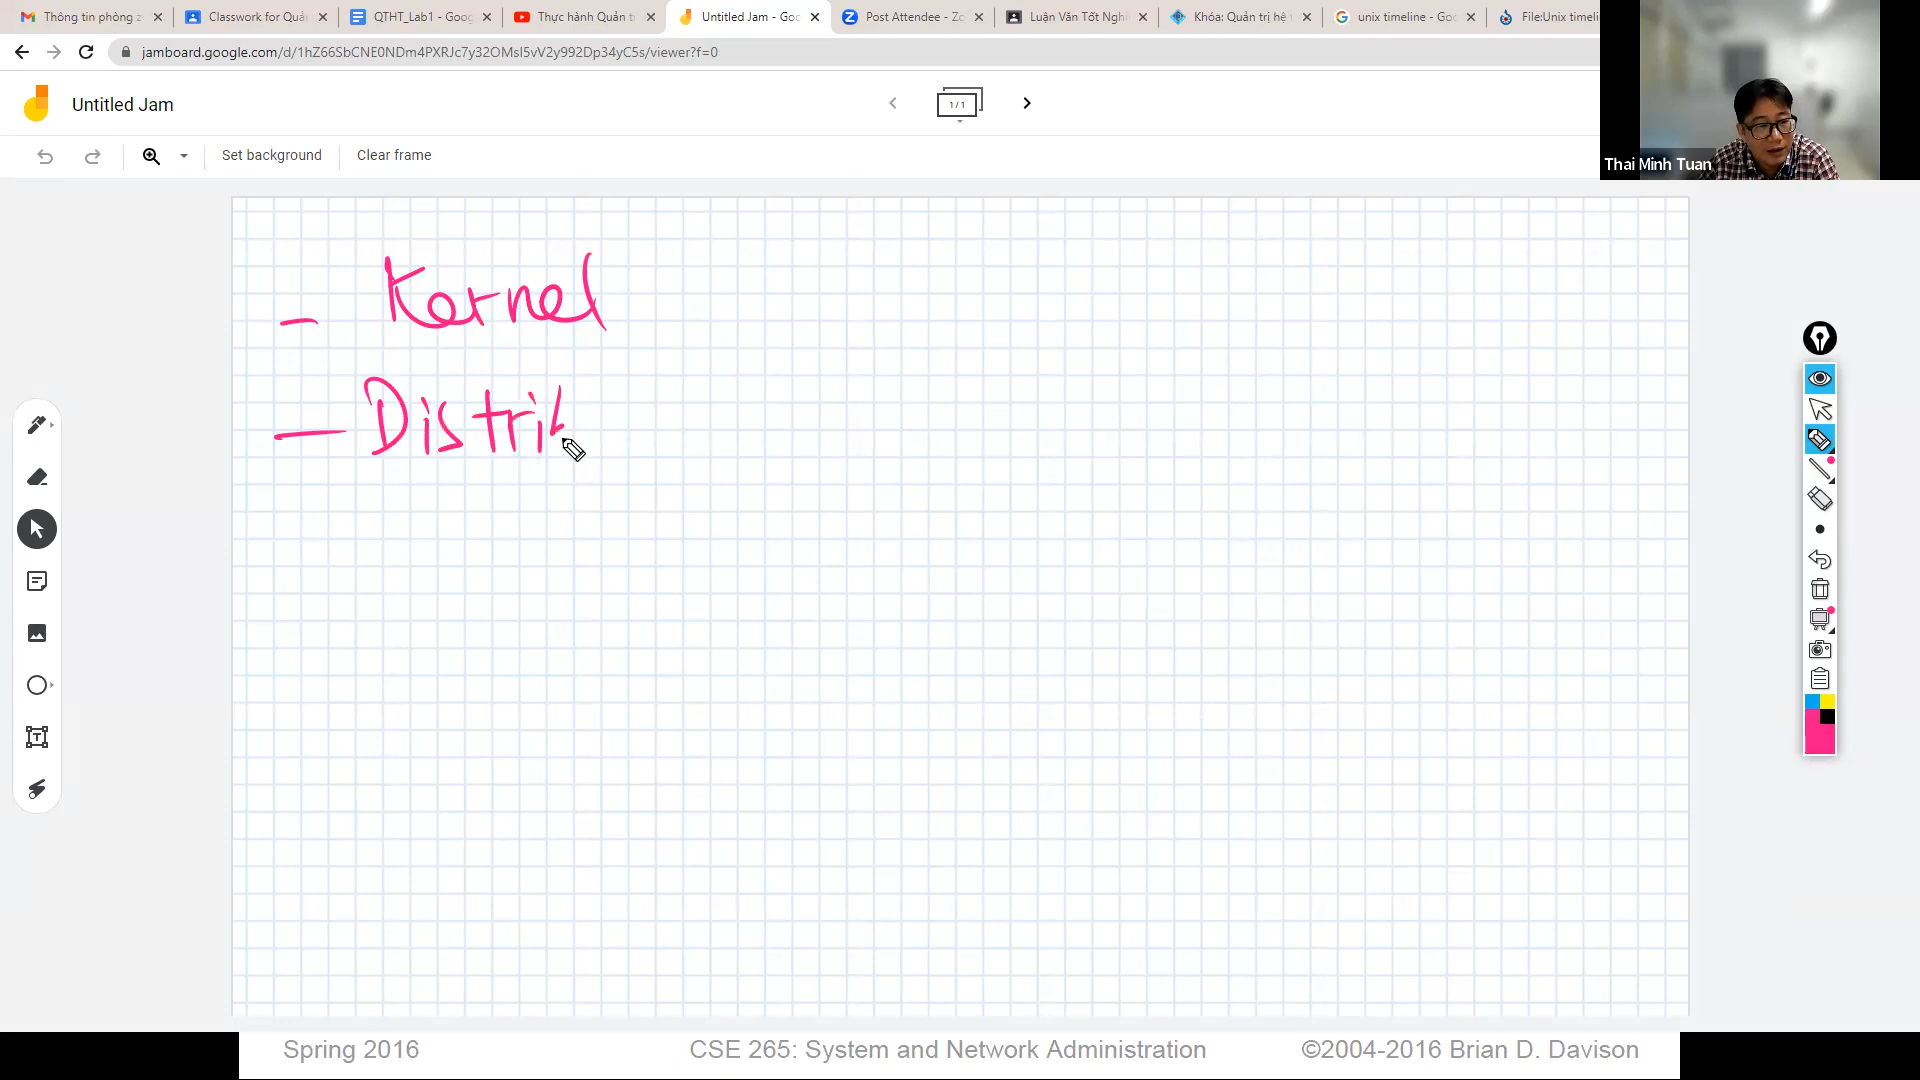 Thông tin phòng
Classwork for Quản
QTHT_Lab1 - Goog
Thực hành Quản t
Untitled Jam - Goo
Post Attendee - Zo
Luận Văn Tốt Nghi
Khóa: Quản trị hệ t
unix timeline - Goo
File:Unix timeli
jamboard.google.com/d/1hZ66SbCNE0NDm4PXRJc7y32OMsI5vV2y992Dp34yC5s/viewer?f=0
Untitled Jam
1 / 1
Set background
Clear frame
Thai Minh Tuan
- Kernel
- Distrib
Spring 2016
CSE 265: System and Network Administration
©2004-2016 Brian D. Davison